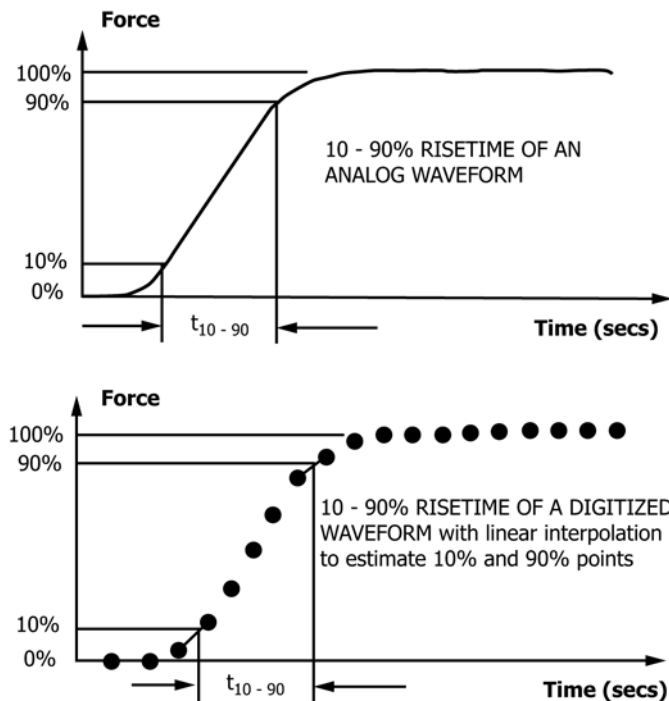 Force
100%
90%
10 - 90% RISETIME OF AN
ANALOG WAVEFORM
10%
0%
t10 - 90
Time (secs)
Force
100%
90%
10 - 90% RISETIME OF A DIGITIZED
WAVEFORM with linear interpolation
to estimate 10% and 90% points
10%
0%
t10 - 90
Time (secs)